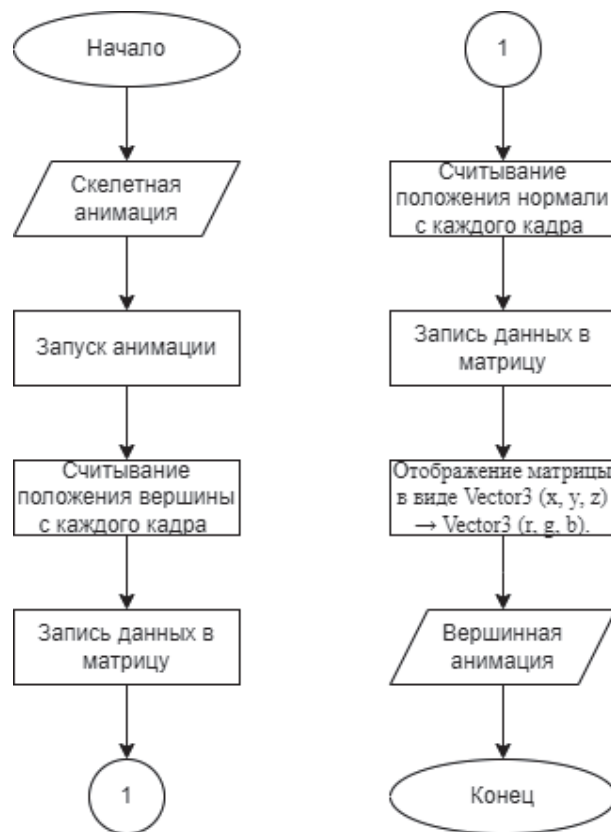 Начало
Скелетная
анимация
Запуск анимации
Считывание
положения вершины
с каждого кадра
Запись данных в
матрицу
1
1
Считывание
положения нормали
с каждого кадра
Запись данных в
матрицу
Отображение матрицы
в виде Vector3 (x, y, z)
→ Vector3 (r, g, b).
Вершинная
анимация
Конец